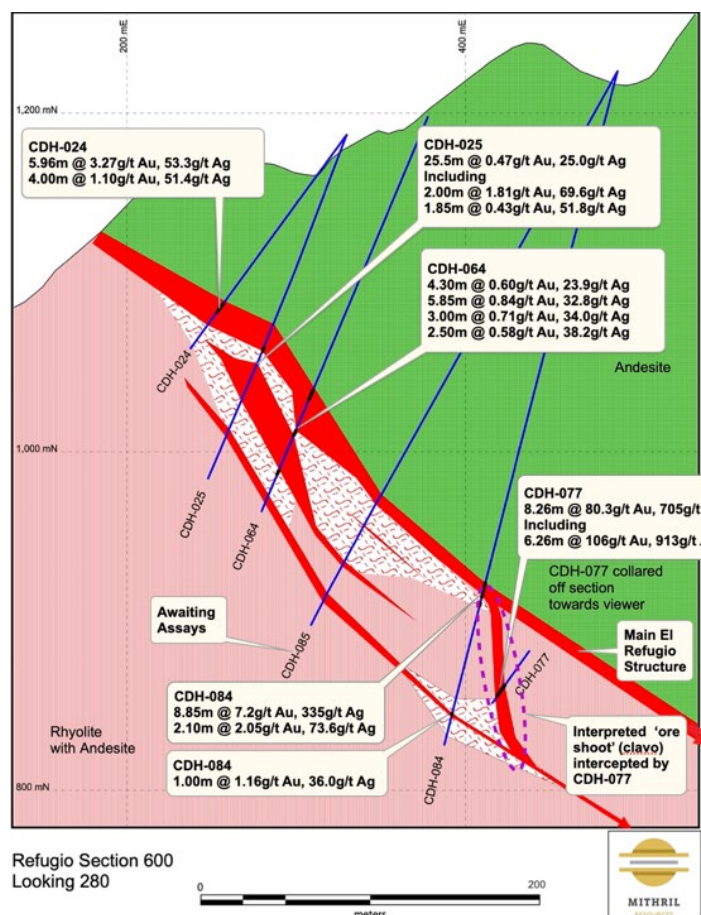 200 mE
400 mE
1,200 mN
CDH-024
5.96m @ 3.27g/t Au, 53.3g/t Ag
4.00m @ 1.10g/t Au, 51.4g/t Ag
CDH-025
25.5m @ 0.47g/t Au, 25.0g/t Ag
Including
2.00m @ 1.81g/t Au, 69.6g/t Ag
1.85m @ 0.43g/t Au, 51.8g/t Ag
CDH-064
4.30m @ 0.60g/t Au, 23.9g/t Ag
5.85m @ 0.84g/t Au, 32.8g/t Ag
3.00m @ 0.71g/t Au, 34.0g/t Ag
2.50m @ 0.58g/t Au, 38.2g/t Ag
CDH-024
Andesite
1,000 mN
CDH-025
CDH-064
CDH-077
8.26m @ 80.3g/t Au, 705g/t
Including
6.26m @ 106g/t Au, 913g/t
CDH-077 collared
off section
towards viewer
Awaiting
Assays
CDH-085
Main El
Refugio
Structure
CDH-077
CDH-084
8.85m @ 7.2g/t Au, 335g/t Ag
2.10m @ 2.05g/t Au, 73.6g/t Ag
Rhyolite
with Andesite
CDH-084
1.00m @ 1.16g/t Au, 36.0g/t Ag
CDH-084
Interpreted 'ore
shoot' (clavo)
intercepted by
CDH-077
800 mN
Refugio Section 600
Looking 280
0
200
meters
MITHRIL
RESOURCES